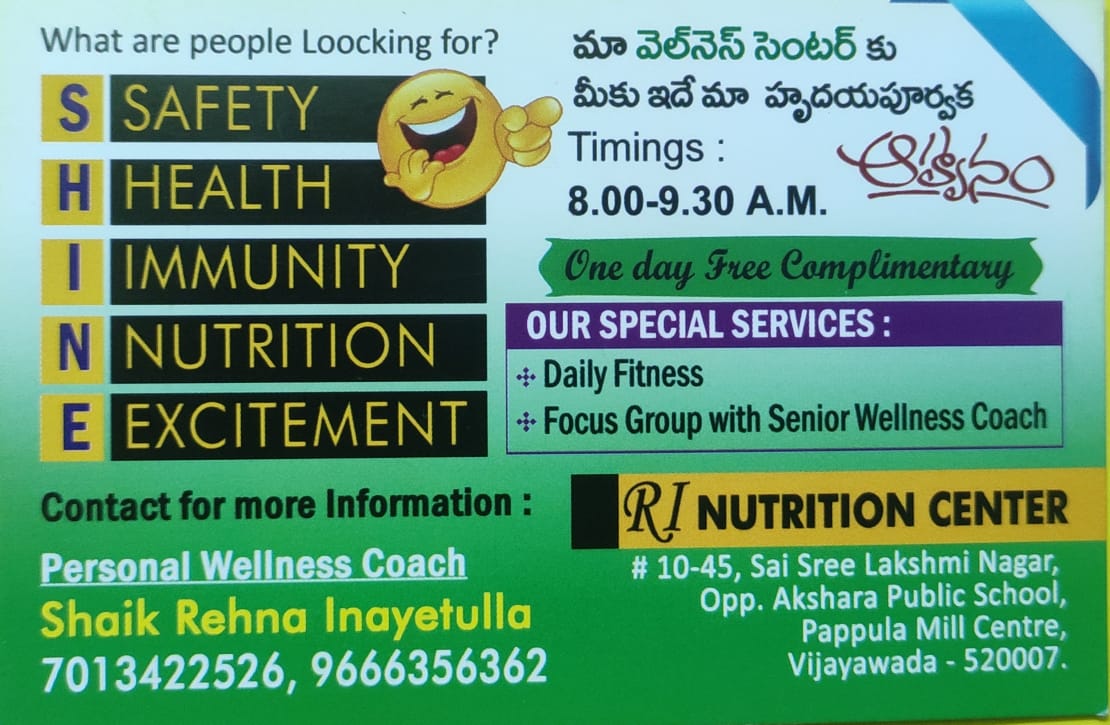 What are people Loocking for?
S SAFETY
H HEALTH
I IMMUNITY
N NUTRITION
E EXCITEMENT
మా వెల్‌నెస్ సెంటర్ కు
మీకు ఇదే మా హృదయపూర్వక
ఆహ్వానం
Timings :
8.00-9.30 A.M.
One day Free Complimentary
OUR SPECIAL SERVICES :
Daily Fitness
Focus Group with Senior Wellness Coach
Contact for more Information :
Personal Wellness Coach
Shaik Rehna Inayetulla
7013422526, 9666356362
RI NUTRITION CENTER
# 10-45, Sai Sree Lakshmi Nagar,
Opp. Akshara Public School,
Pappula Mill Centre,
Vijayawada - 520007.